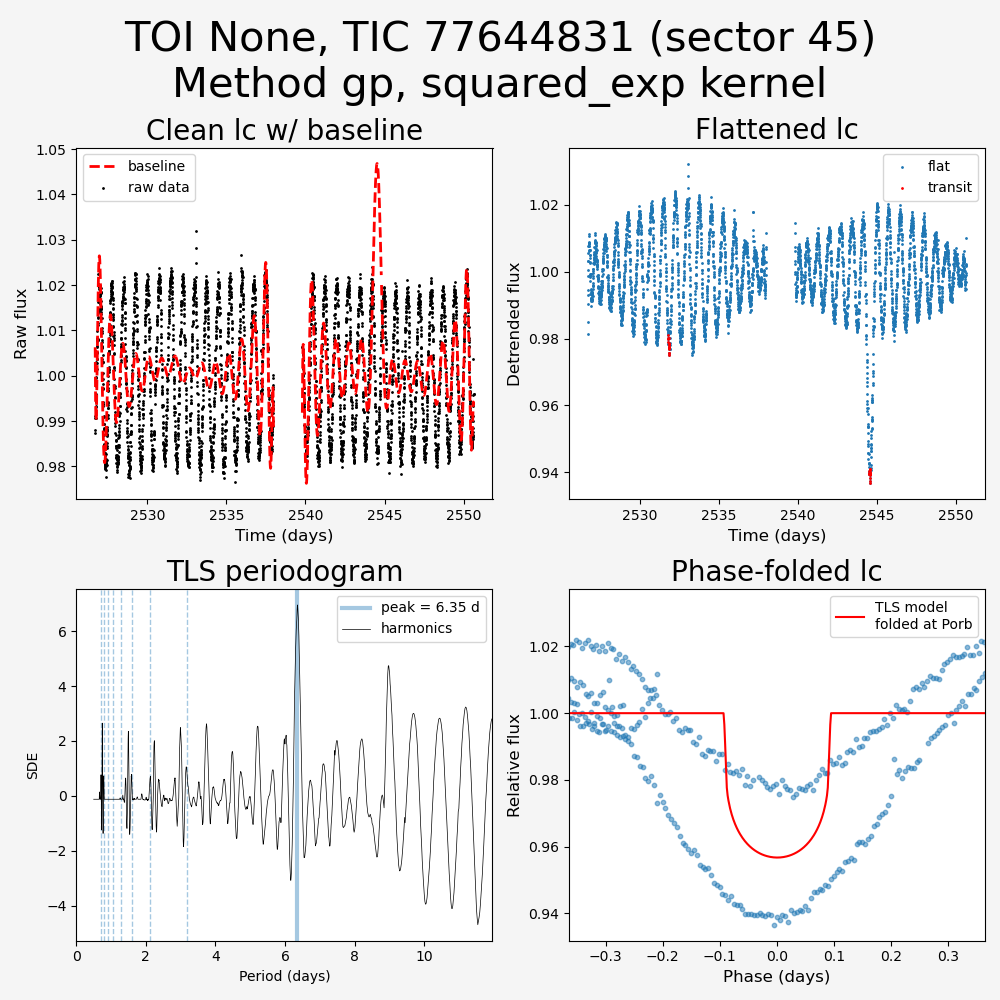 TOI None, TIC 77644831 (sector 45)
Method gp, squared_exp kernel
Clean lc w/ baseline
baseline
raw data
1.05
1.04
1.03
1.02
1.01
1.00
0.99
0.98
Raw flux
2530
2535
2540
2545
2550
Time (days)
Flattened lc
flat
transit
1.02
1.00
0.98
0.96
0.94
Detrended flux
2530
2535
2540
2545
2550
Time (days)
TLS periodogram
peak = 6.35 d
harmonics
6
4
2
0
−2
−4
SDE
0
2
4
6
8
10
Period (days)
Phase-folded lc
TLS model
folded at Porb
1.02
1.00
0.98
0.96
0.94
Relative flux
−0.3
−0.2
−0.1
0.0
0.1
0.2
0.3
Phase (days)